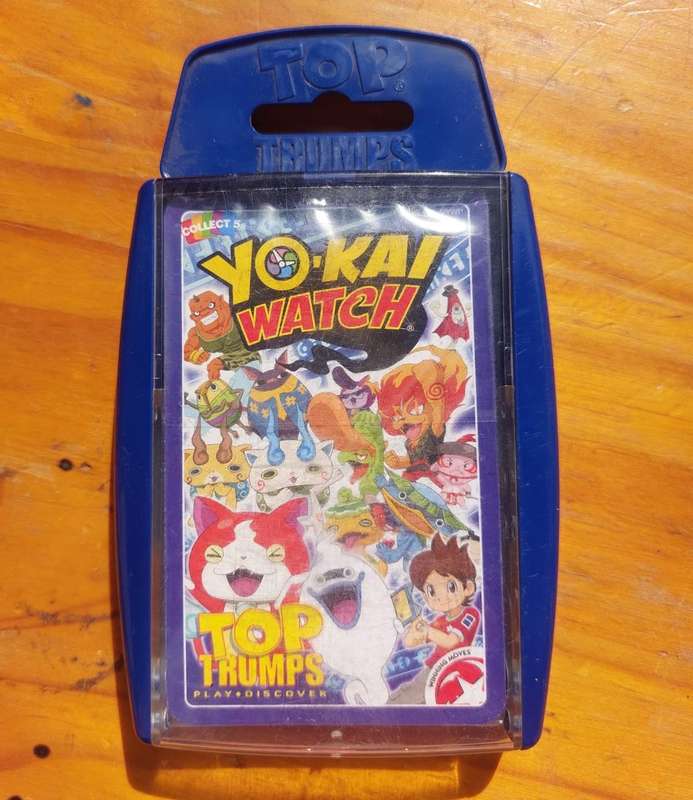 TOP
TRUMPS
COLLECT 5
YO-KAI
WATCH
TOP
TRUMPS
PLAY • DISCOVER
WINNING MOVES